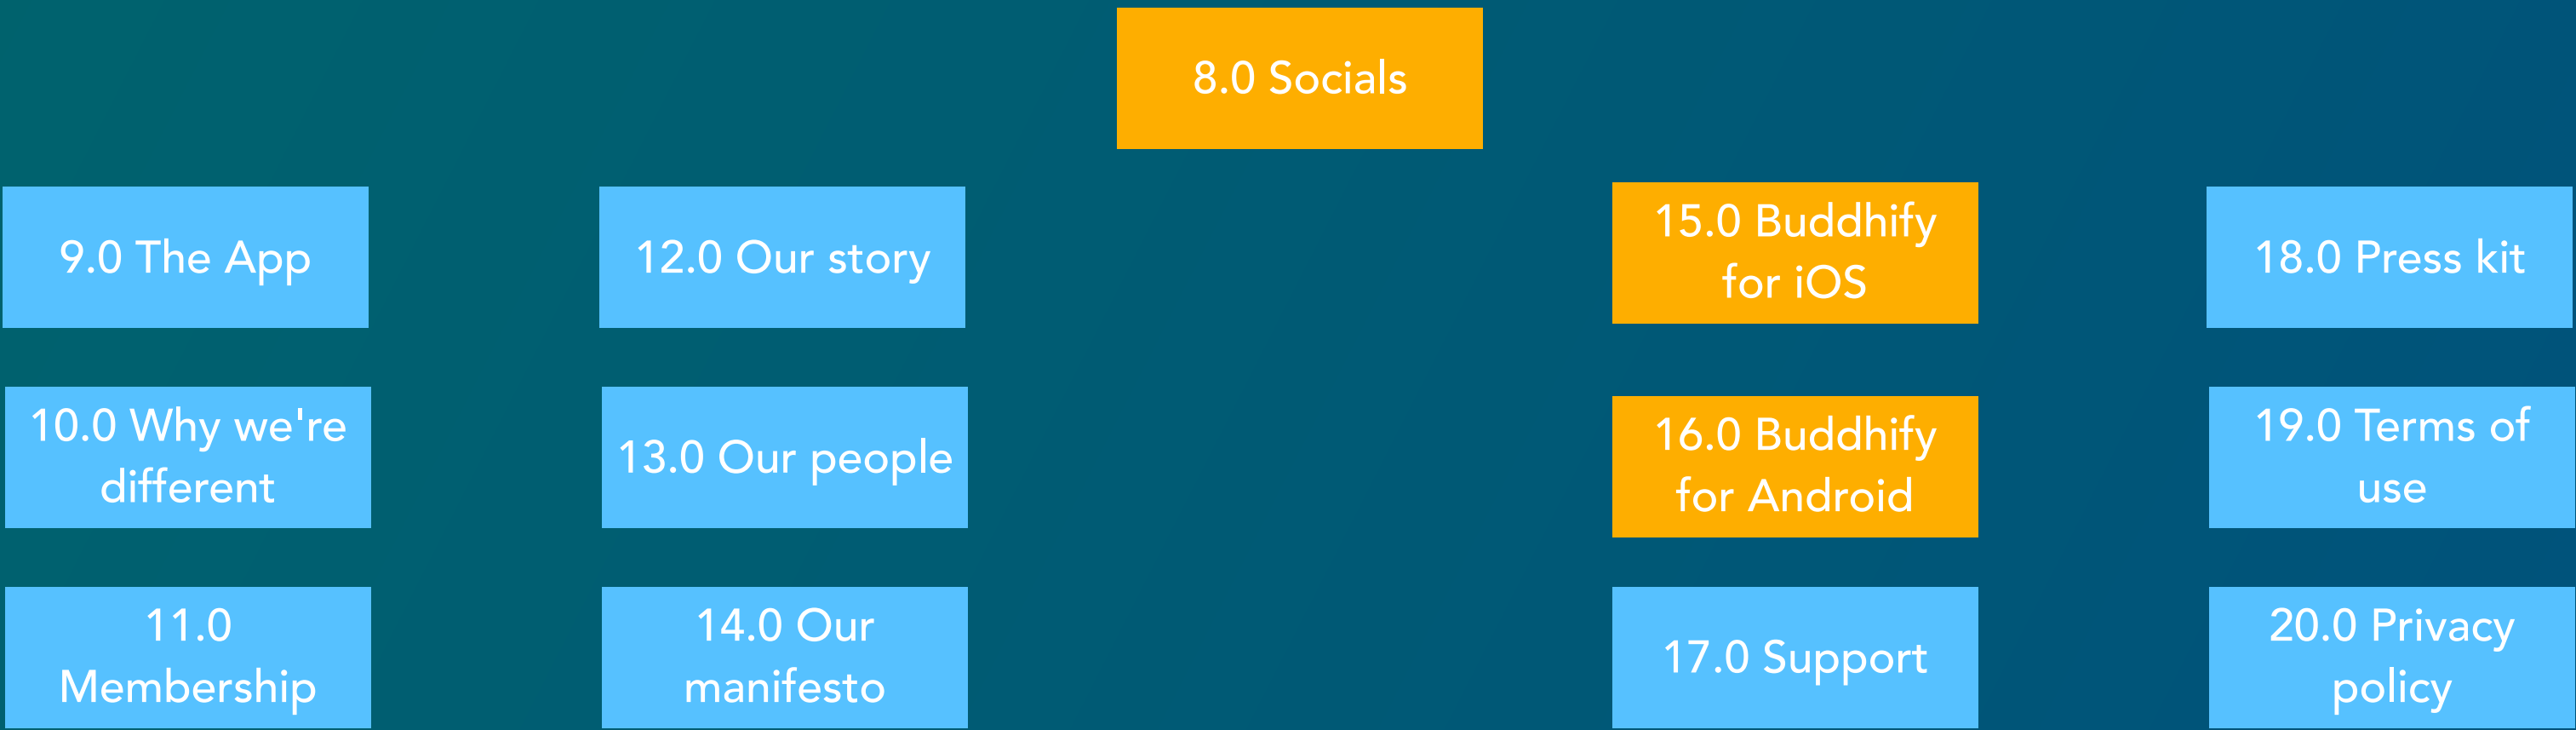 8.0 Socials
9.0 The App
10.0 Why we're
different
11.0
Membership
12.0 Our story
13.0 Our people
14.0 Our
manifesto
15.0 Buddhify
for iOS
16.0 Buddhify
for Android
17.0 Support
18.0 Press kit
19.0 Terms of
use
20.0 Privacy
policy